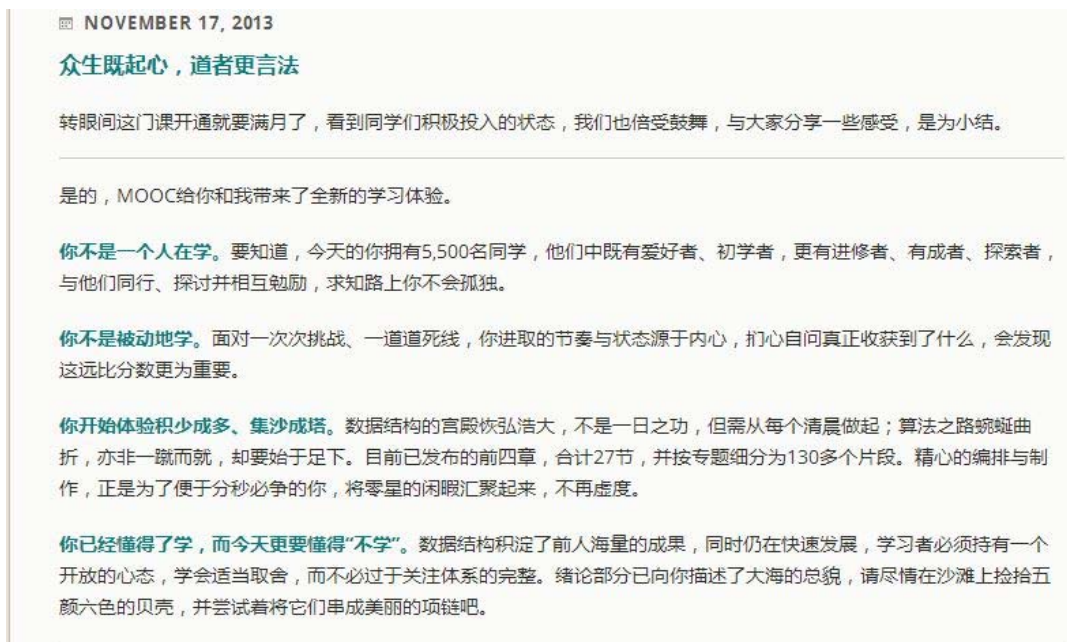 NOVEMBER 17, 2013
众生既起心，道者更言法
转眼间这门课开通就要满月了，看到同学们积极投入的状态，我们也倍受鼓舞，与大家分享一些感受，是为小结。
是的，MOOC给你和我带来了全新的学习体验。
你不是一个人在学。要知道，今天的你拥有5,500名同学，他们中既有爱好者、初学者，更有进修者、有成者、探索者，
与他们同行、探讨并相互勉励，求知路上你不会孤独。
你不是被动地学。面对一次次挑战、一道道死线，你进取的节奏与状态源于内心，扪心自问真正收获到了什么，会发现
这远比分数更为重要。
你开始体验积少成多、集沙成塔。数据结构的宫殿恢弘浩大，不是一日之功，但需从每个清晨做起；算法之路蜿蜒曲
折，亦非一蹴而就，却要始于足下。目前已发布的前四章，合计27节，并按专题细分为130多个片段。精心的编排与制
作，正是为了便于分秒必争的你，将零星的闲暇汇聚起来，不再虚度。
你已经懂得了学，而今天更要懂得“不学”。数据结构积淀了前人海量的成果，同时仍在快速发展，学习者必须持有一个
开放的心态，学会适当取舍，而不必过于关注体系的完整。绪论部分已向你描述了大海的总貌，请尽情在沙滩上捡拾五
颜六色的贝壳，并尝试着将它们串成美丽的项链吧。